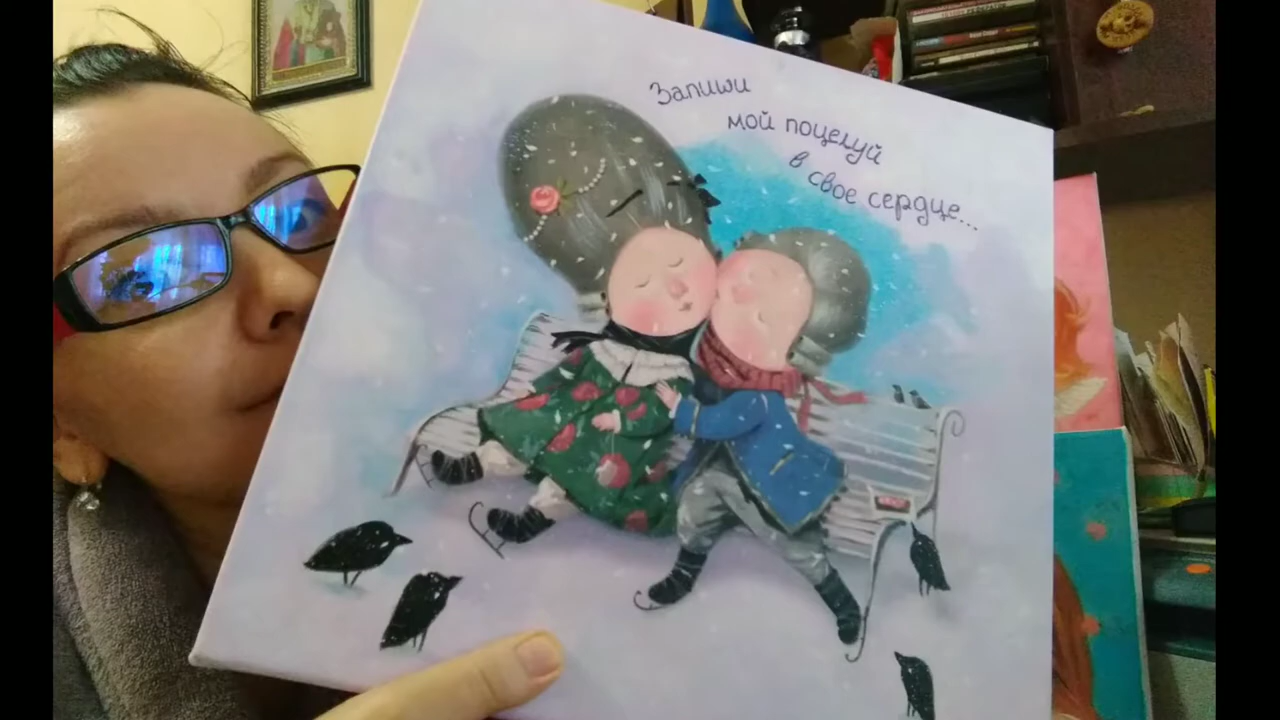 Запиши
мой поцелуй
в
свое сердце...